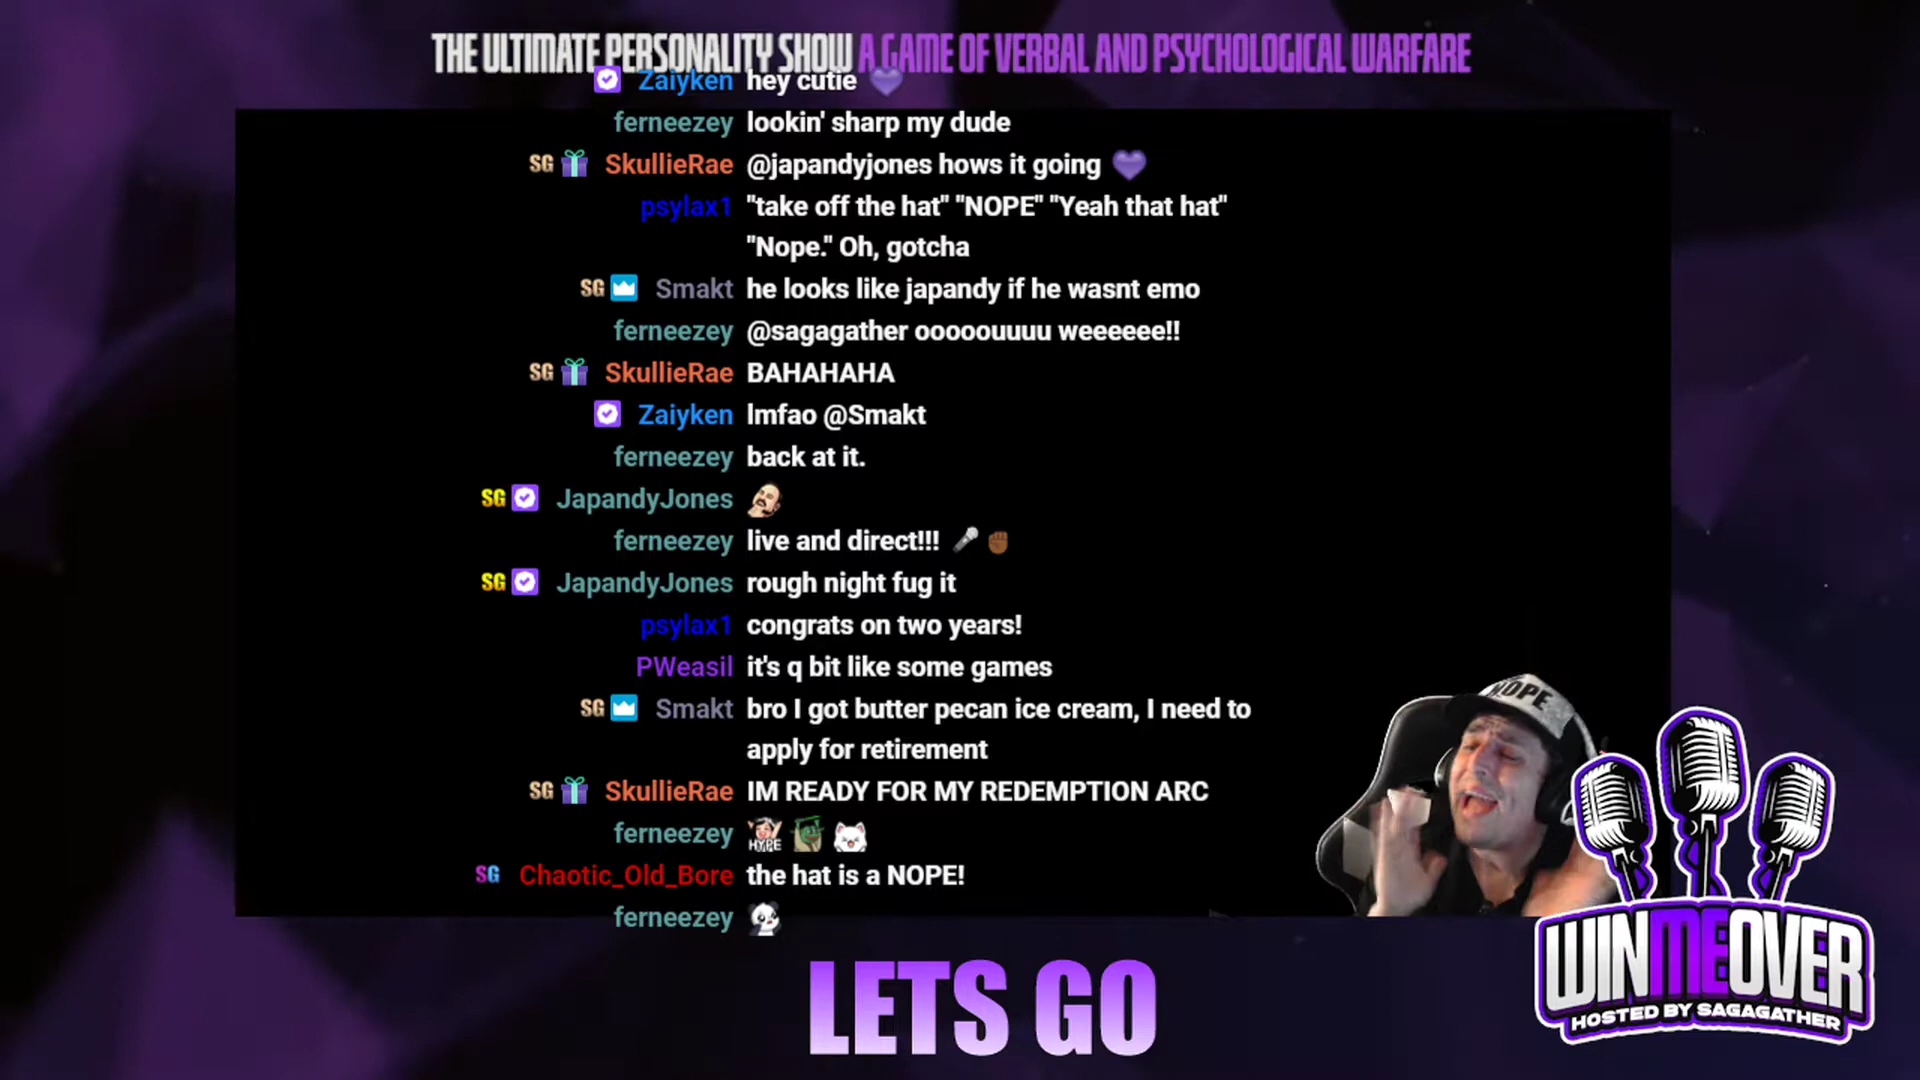 THE ULTIMATE PERSONALITY SHOW A GAME OF VERBAL AND PSYCHOLOGICAL WARFARE
Zaiyken hey cutie
ferneezey lookin' sharp my dude
SG SkullieRae @japandyjones hows it going
psylax1 "take off the hat" "NOPE" "Yeah that hat"
"Nope." Oh, gotcha
SG Smakt he looks like japandy if he wasnt emo
ferneezey @sagagather ooooouuuu weeeeee!!
SG SkullieRae BAHAHAHA
Zaiyken lmfao @Smakt
ferneezey back at it.
SG JapandyJones
ferneezey live and direct!!!
SG JapandyJones rough night fug it
psylax1 congrats on two years!
PWeasil it's q bit like some games
SG Smakt bro I got butter pecan ice cream, I need to
apply for retirement
SG SkullieRae IM READY FOR MY REDEMPTION ARC
ferneezey HYPE
SG Chaotic_Old_Bore the hat is a NOPE!
ferneezey
NOPE
WINMEOVER
HOSTED BY SAGAGATHER
LETS GO